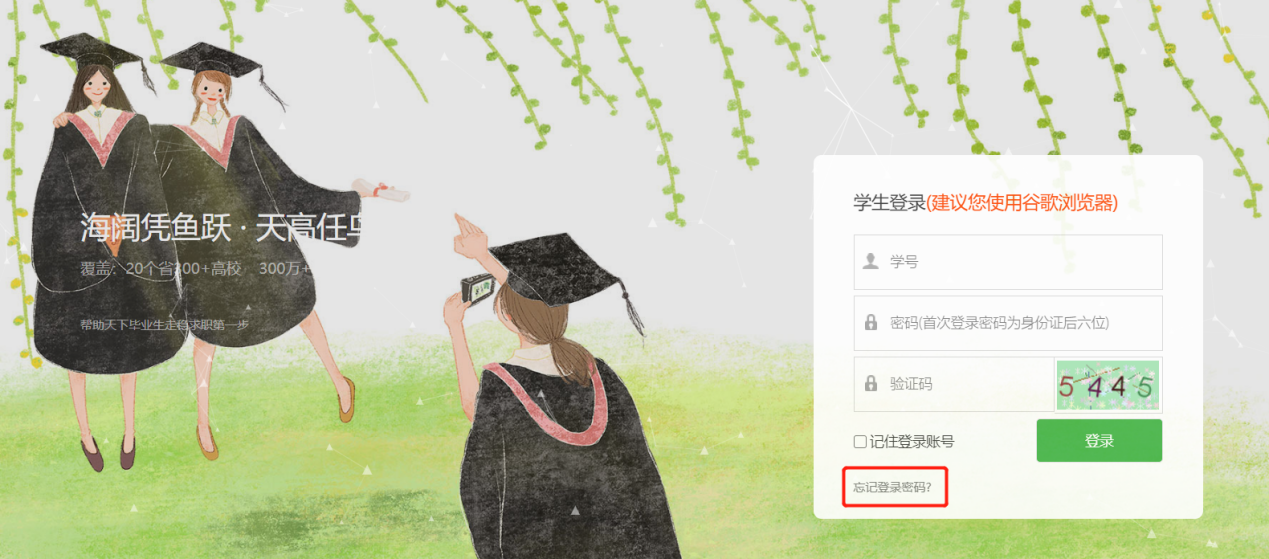 海阔凭鱼跃 · 天高任鸟
覆盖：20个省300+高校 300万+
帮助天下毕业生走稳求职第一步
学生登录(建议您使用谷歌浏览器)
学号
密码(首次登录密码为身份证后六位)
验证码
5445
记住登录账号
登录
忘记登录密码?